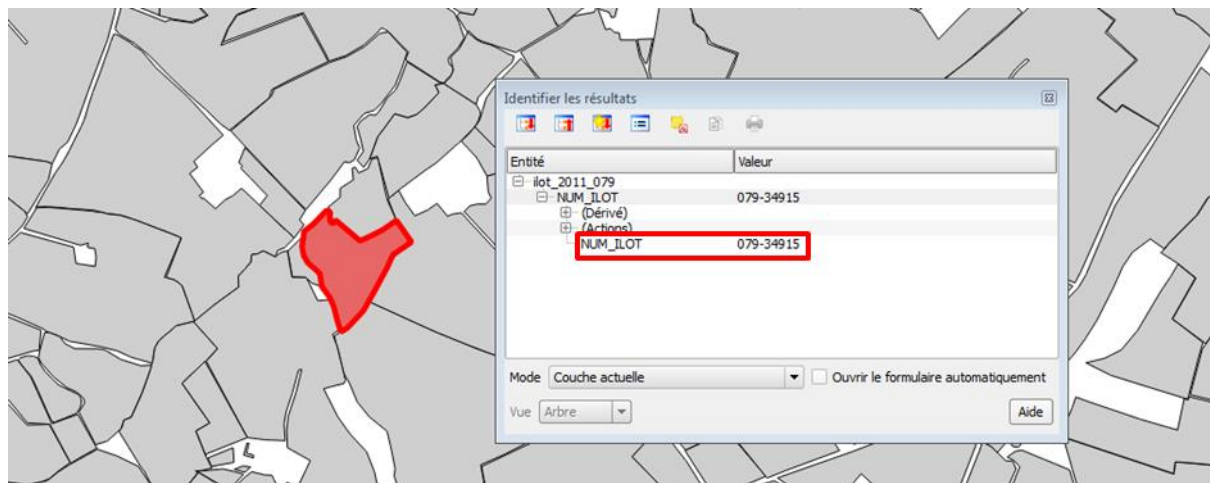 Identifier les résultats
Entité Valeur
ilot_2011_079
NUM_ILOT 079-34915
(Dérivé)
(Actions)
NUM_ILOT 079-34915
Mode Couche actuelle Ouvrir le formulaire automatiquement
Vue Arbre Aide